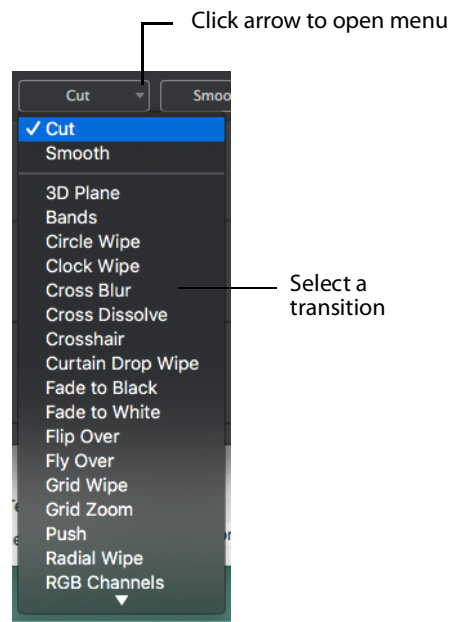 Click arrow to open menu
Cut
Smoo
✓ Cut
Smooth
3D Plane
Bands
Circle Wipe
Clock Wipe
Cross Blur
Select a
transition
Cross Dissolve
Crosshair
Curtain Drop Wipe
Fade to Black
Fade to White
Flip Over
Fly Over
Grid Wipe
Grid Zoom
Push
Radial Wipe
RGB Channels